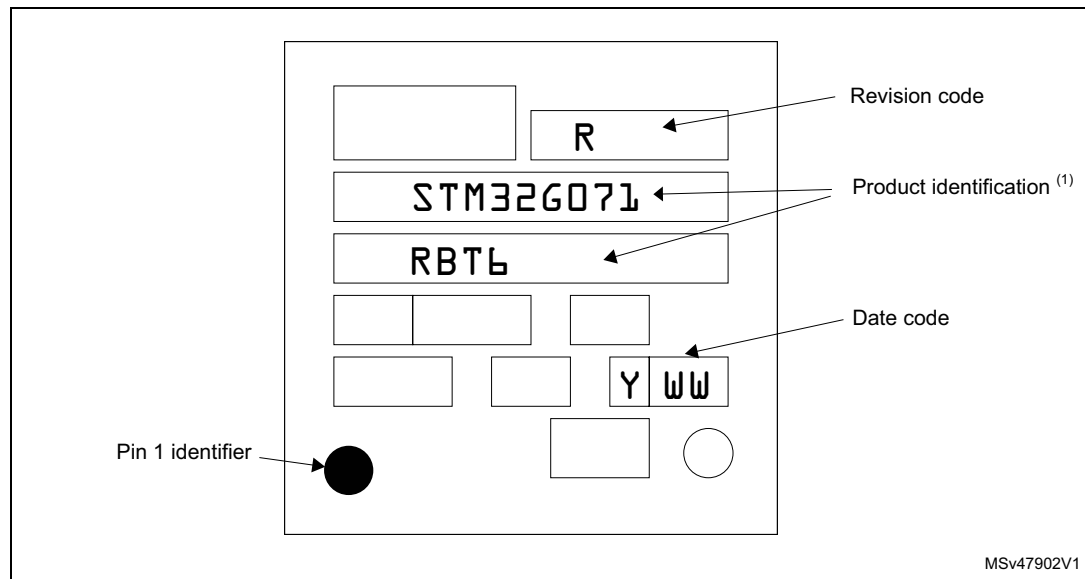 Revision code
R
STM32G071
Product identification (1)
RBT6
Date code
Y WW
Pin 1 identifier
MSv47902V1